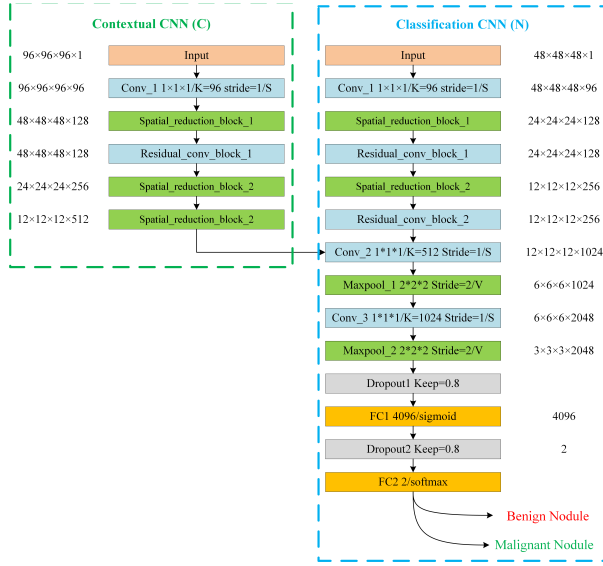 Contextual CNN (C)
96×96×96×1
Input
96×96×96×96
Conv_1 1×1×1/K=96 stride=1/S
48×48×48×128
Spatial_reduction_block_1
48×48×48×128
Residual_conv_block_1
24×24×24×256
Spatial_reduction_block_2
12×12×12×512
Spatial_reduction_block_2
Classification CNN (N)
Input
48×48×48×1
Conv_1 1×1×1/K=96 stride=1/S
48×48×48×96
Spatial_reduction_block_1
24×24×24×128
Residual_conv_block_1
24×24×24×128
Spatial_reduction_block_2
12×12×12×256
Residual_conv_block_2
12×12×12×256
Conv_2 1*1*1/K=512 Stride=1/S
12×12×12×1024
Maxpool_1 2*2*2 Stride=2/V
6×6×6×1024
Conv_3 1*1*1/K=1024 Stride=1/S
6×6×6×2048
Maxpool_2 2*2*2 Stride=2/V
3×3×3×2048
Dropout1 Keep=0.8
FC1 4096/sigmoid
4096
Dropout2 Keep=0.8
2
FC2 2/softmax
Benign Nodule
Malignant Nodule